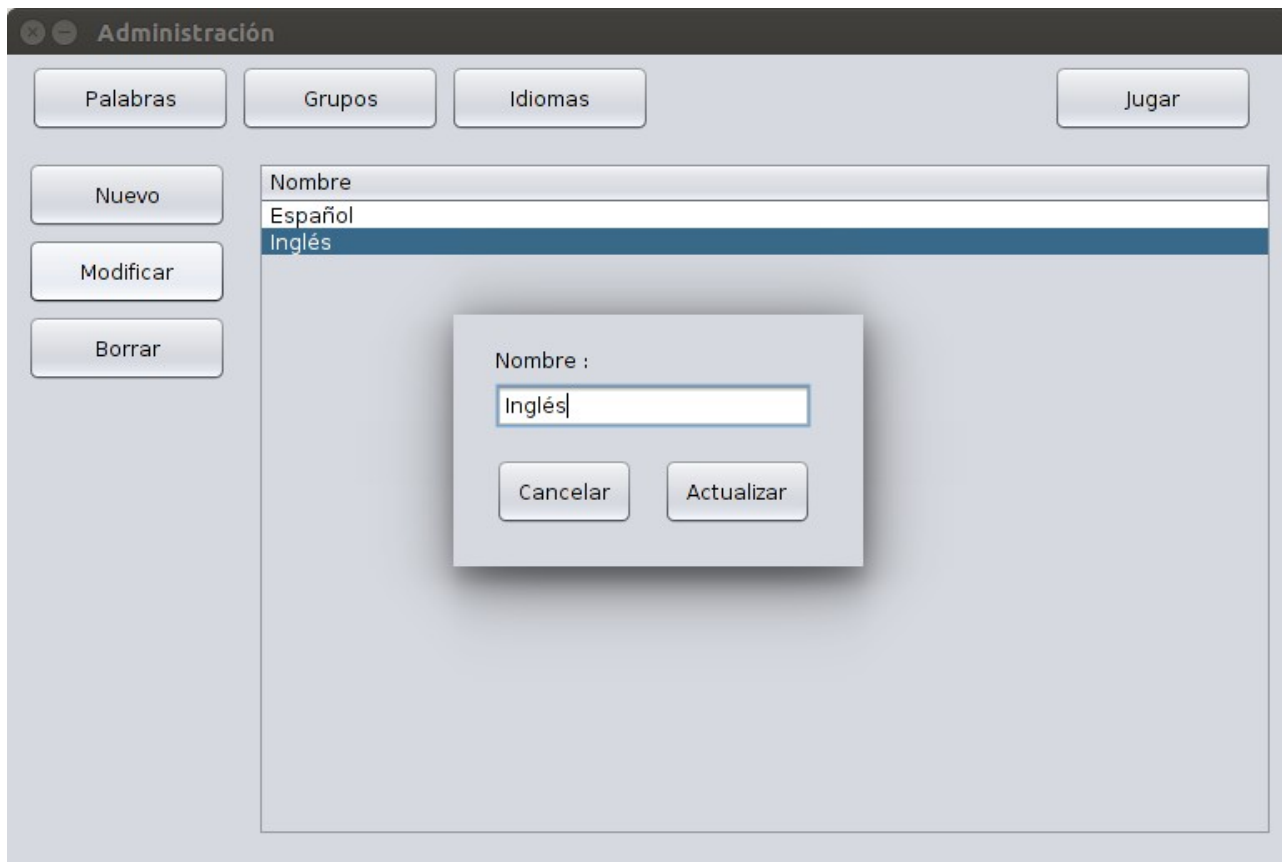 Administración
Palabras Grupos Idiomas Jugar
Nuevo
Modificar
Borrar
Nombre
Español
Inglés
Nombre :
Inglés
Cancelar Actualizar